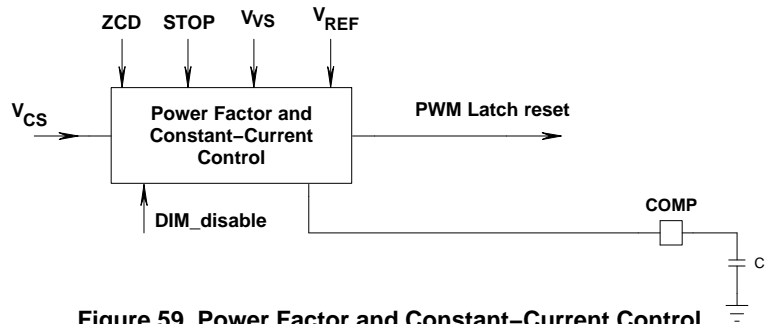 ZCD STOP VVS VREF
VCS
Power Factor and
Constant–Current
Control
PWM Latch reset
DIM_disable
COMP
C
Figure 59. Power Factor and Constant–Current Control